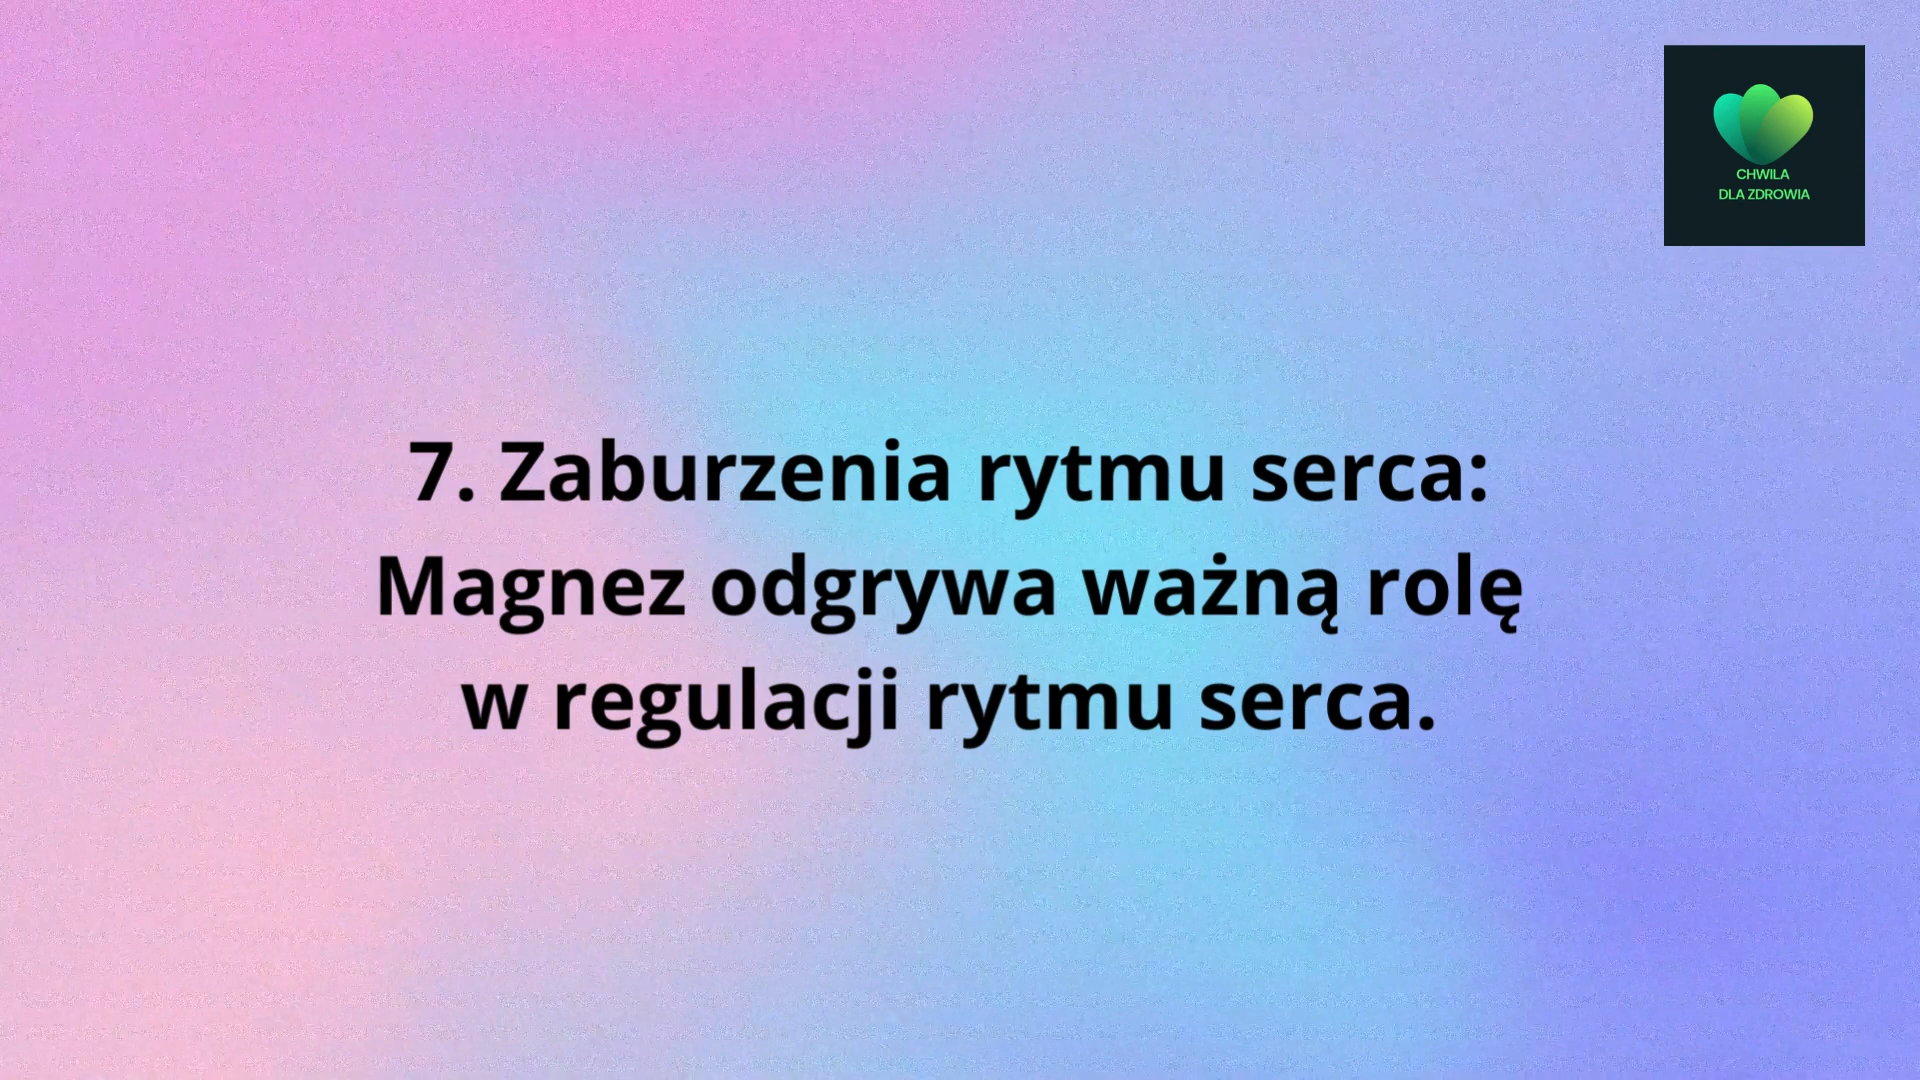 CHWILA
DLA ZDROWIA
7. Zaburzenia rytmu serca:
Magnez odgrywa ważną rolę
w regulacji rytmu serca.